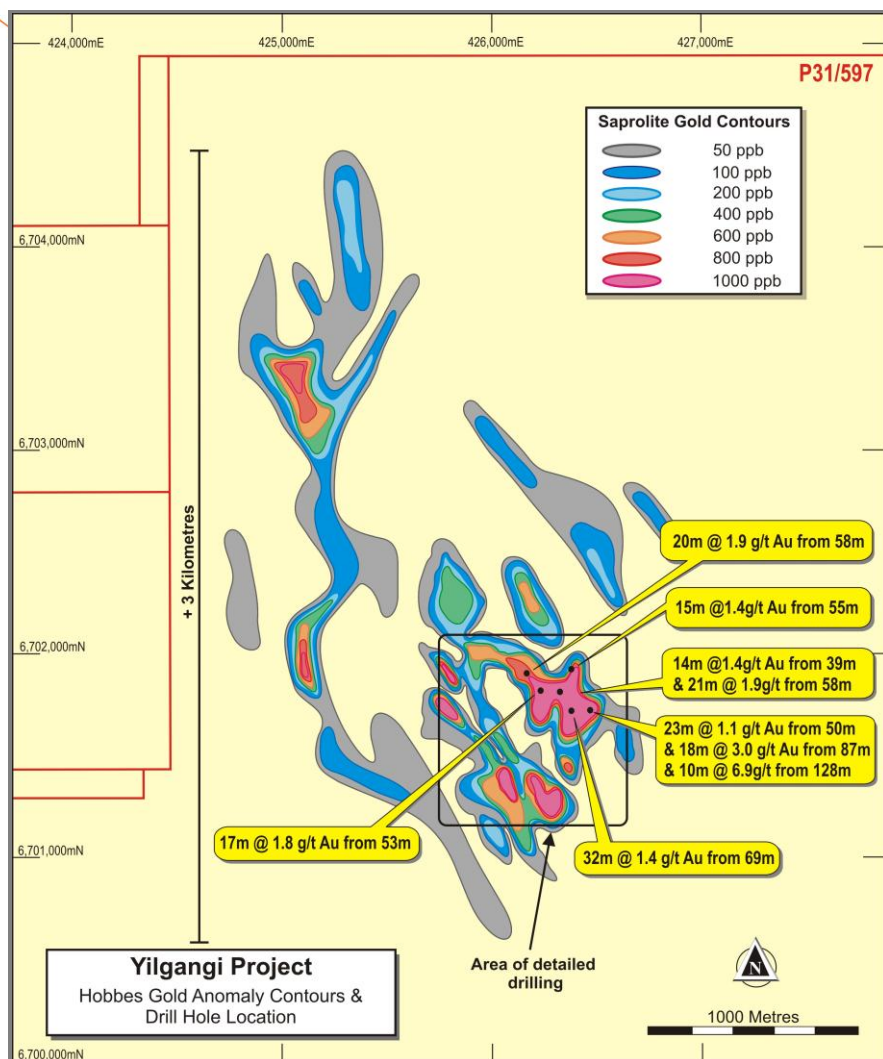 424,000mE
425,000mE
426,000mE
427,000mE
P31/597
Saprolite Gold Contours
50 ppb
100 ppb
200 ppb
400 ppb
600 ppb
800 ppb
1000 ppb
6,704,000mN
6,703,000mN
+ 3 Kilometres
20m @ 1.9 g/t Au from 58m
15m @1.4g/t Au from 55m
6,702,000mN
14m @1.4g/t Au from 39m
& 21m @ 1.9g/t from 58m
23m @ 1.1 g/t Au from 50m
& 18m @ 3.0 g/t Au from 87m
& 10m @ 6.9g/t from 128m
17m @ 1.8 g/t Au from 53m
32m @ 1.4 g/t Au from 69m
6,701,000mN
Area of detailed
drilling
Yilgangi Project
Hobbes Gold Anomaly Contours &
Drill Hole Location
N
1000 Metres
6,700,000mN